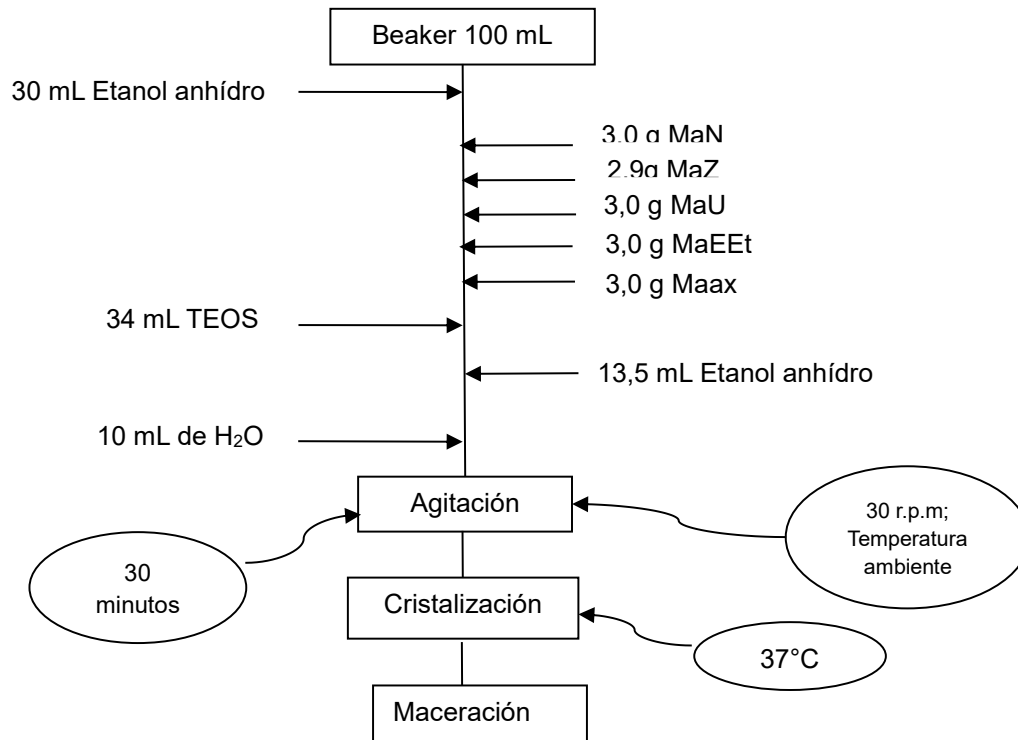 Beaker 100 mL
30 mL Etanol anhídro
3,0 g MaN
2,9g MaZ
3,0 g MaU
3,0 g MaEEt
3,0 g Maax
34 mL TEOS
13,5 mL Etanol anhídro
10 mL de H₂O
Agitación
30 r.p.m;
Temperatura
ambiente
30
minutos
Cristalización
37°C
Maceración